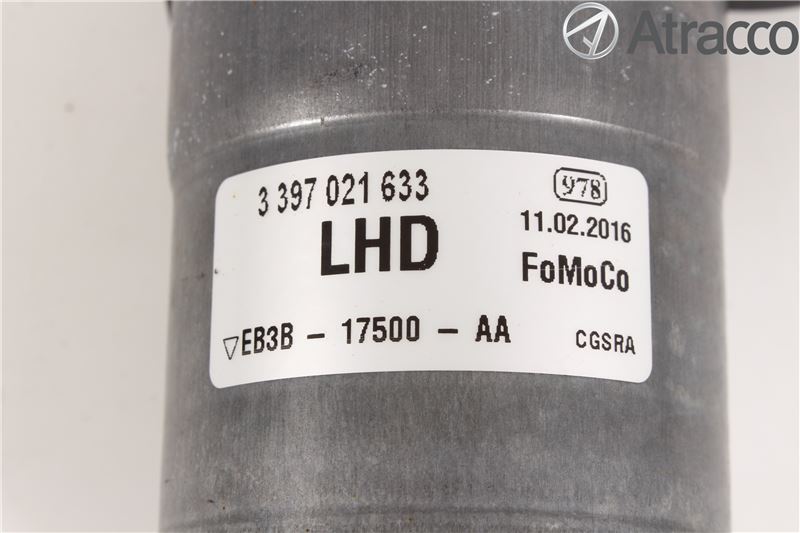 Atracco
3 397 021 633
978
11.02.2016
LHD
FoMoCo
▽EB3B - 17500 - AA
CGSRA